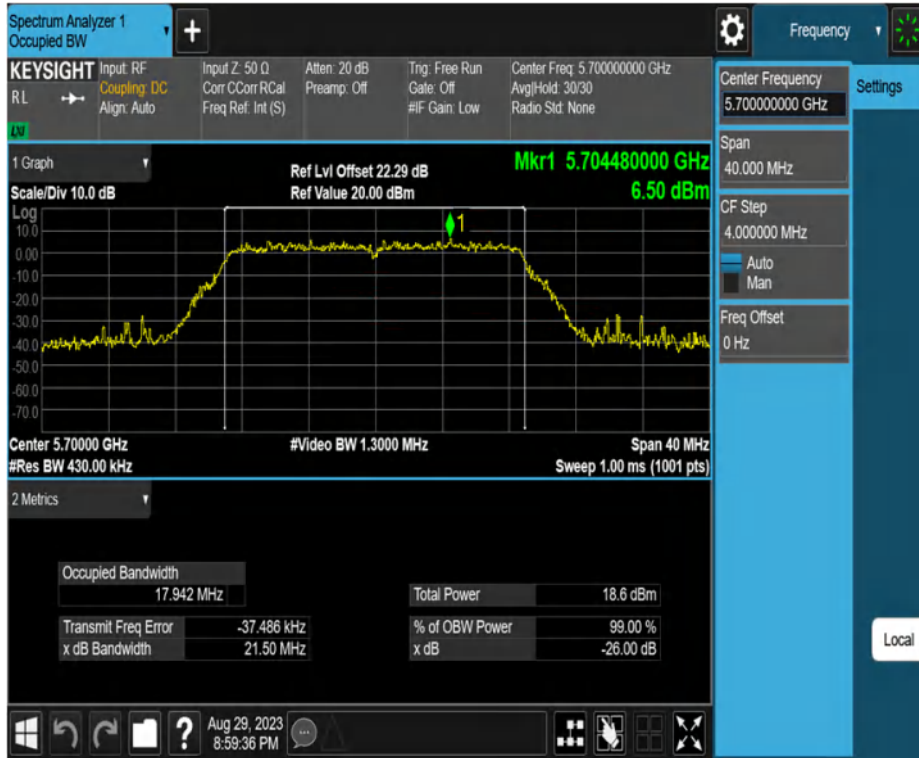 Spectrum Analyzer 1
Occupied BW
+
Frequency
KEYSIGHT
R L
LXI
Input: RF
Coupling: DC
Align: Auto
Input Z: 50 Ω
Corr CCorr RCal
Freq Ref: Int (S)
Atten: 20 dB
Preamp: Off
Trig: Free Run
Gate: Off
#IF Gain: Low
Center Freq: 5.700000000 GHz
Avg|Hold: 30/30
Radio Std: None
Center Frequency
5.700000000 GHz
Settings
Span
40.000 MHz
CF Step
4.000000 MHz
Auto
Man
Freq Offset
0 Hz
1 Graph
Scale/Div 10.0 dB
Ref Lvl Offset 22.29 dB
Ref Value 20.00 dBm
Mkr1 5.704480000 GHz
6.50 dBm
Log
10.0
0.00
-10.0
-20.0
-30.0
-40.0
-50.0
-60.0
-70.0
1
Center 5.70000 GHz
#Video BW 1.3000 MHz
Span 40 MHz
#Res BW 430.00 kHz
Sweep 1.00 ms (1001 pts)
2 Metrics
Occupied Bandwidth
17.942 MHz
Total Power 18.6 dBm
Transmit Freq Error -37.486 kHz
% of OBW Power 99.00 %
x dB Bandwidth 21.50 MHz
x dB -26.00 dB
Local
?
Aug 29, 2023
8:59:36 PM